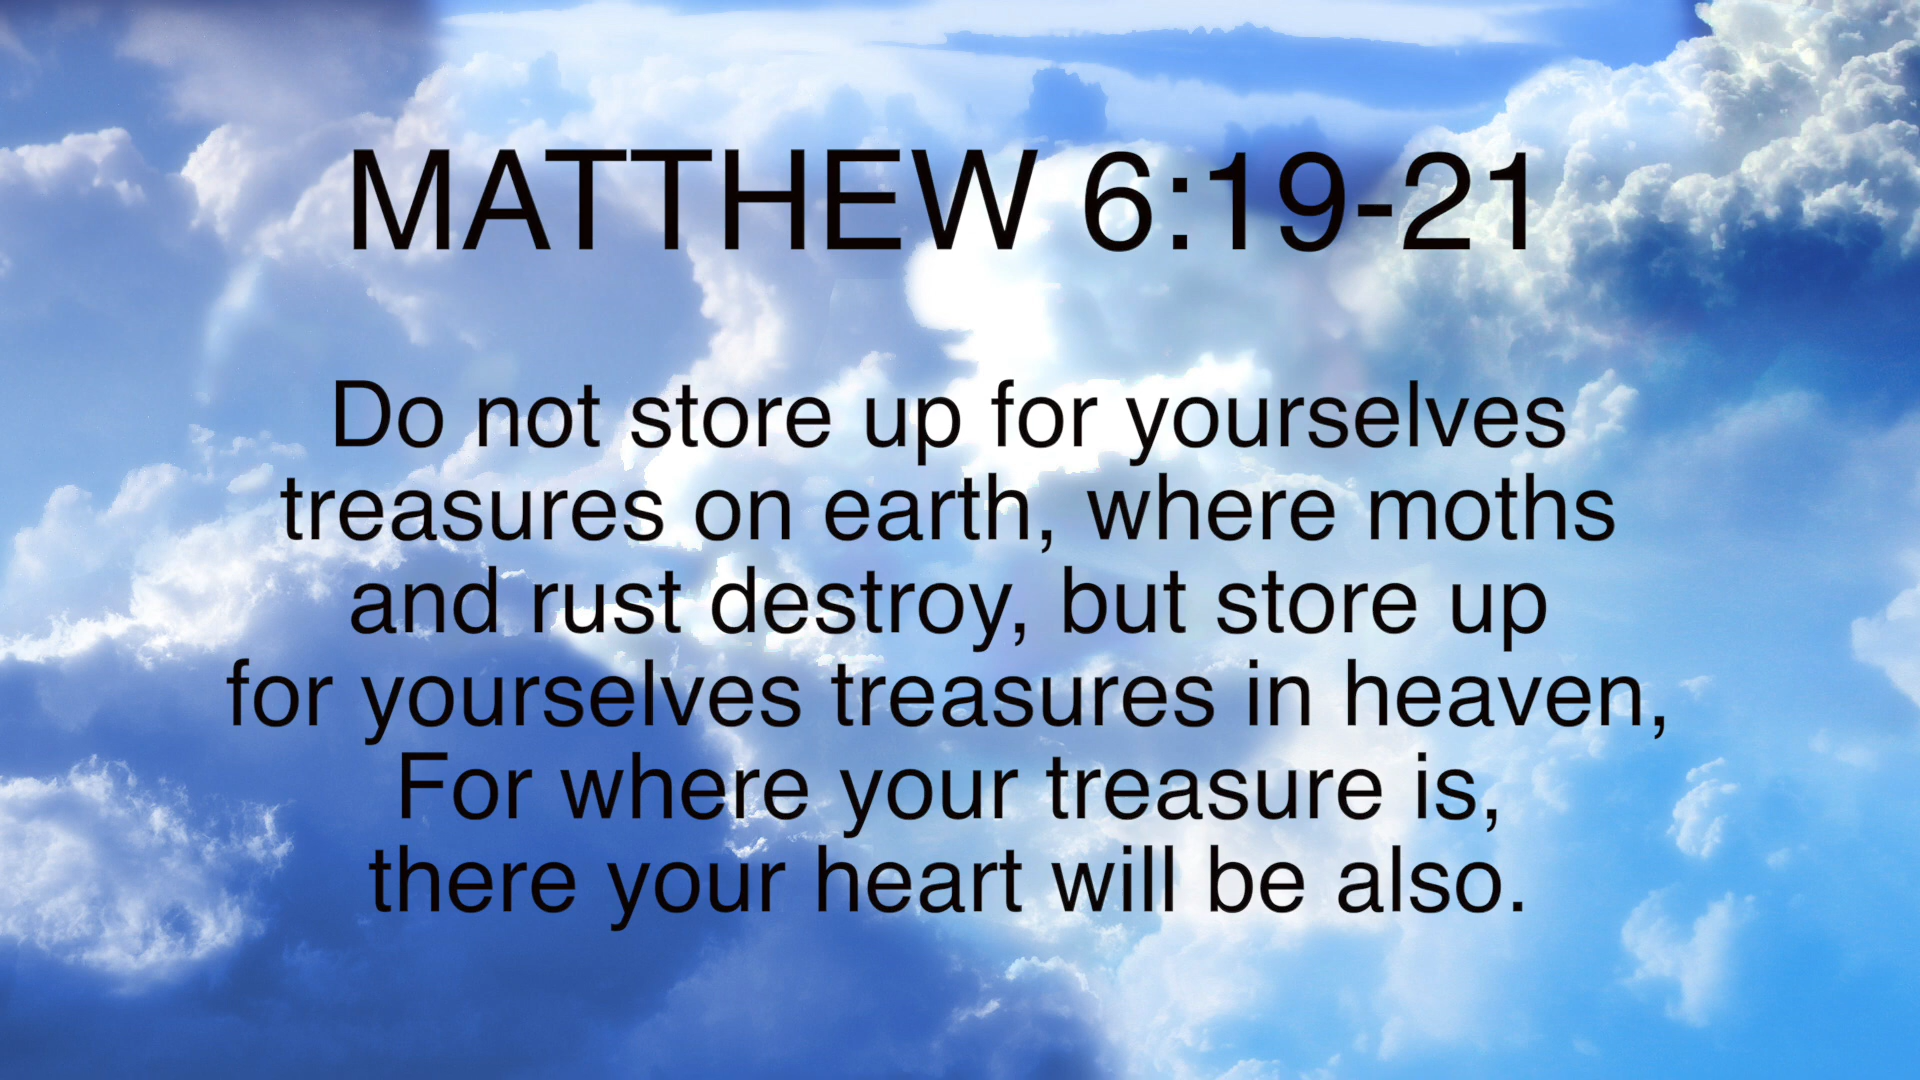 MATTHEW 6:19-21
Do not store up for yourselves
treasures on earth, where moths
and rust destroy, but store up
for yourselves treasures in heaven,
For where your treasure is,
there your heart will be also.